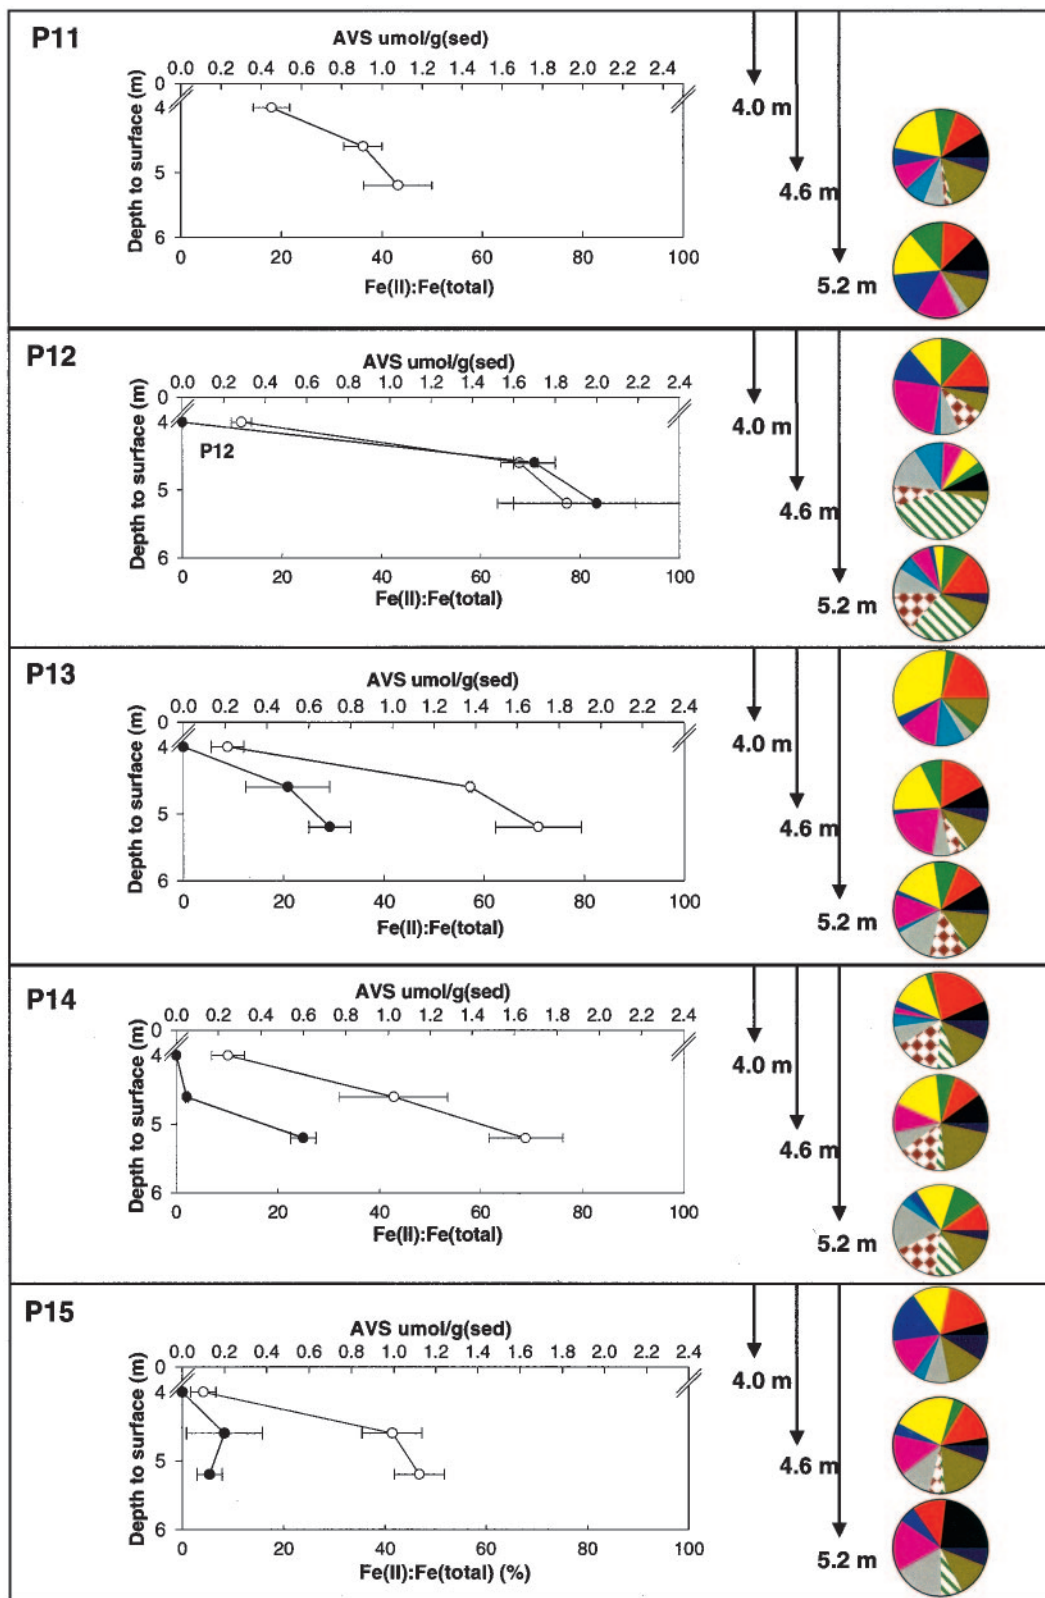 P11
AVS umol/g(sed)
0.0 0.2 0.4 0.6 0.8 1.0 1.2 1.4 1.6 1.8 2.0 2.2 2.4
Depth to surface (m)
0
4
5
6
0 20 40 60 80 100
Fe(II):Fe(total)
4.0 m
4.6 m
5.2 m
P12
AVS umol/g(sed)
0.0 0.2 0.4 0.6 0.8 1.0 1.2 1.4 1.6 1.8 2.0 2.2 2.4
Depth to surface (m)
0
4
5
6
P12
0 20 40 60 80 100
Fe(II):Fe(total)
4.0 m
4.6 m
5.2 m
P13
AVS umol/g(sed)
0.0 0.2 0.4 0.6 0.8 1.0 1.2 1.4 1.6 1.8 2.0 2.2 2.4
Depth to surface (m)
0
4
5
6
0 20 40 60 80 100
Fe(II):Fe(total)
4.0 m
4.6 m
5.2 m
P14
AVS umol/g(sed)
0.0 0.2 0.4 0.6 0.8 1.0 1.2 1.4 1.6 1.8 2.0 2.2 2.4
Depth to surface (m)
0
4
5
6
0 20 40 60 80 100
Fe(II):Fe(total)
4.0 m
4.6 m
5.2 m
P15
AVS umol/g(sed)
0.0 0.2 0.4 0.6 0.8 1.0 1.2 1.4 1.6 1.8 2.0 2.2 2.4
Depth to surface (m)
0
4
5
6
0 20 40 60 80 100
Fe(II):Fe(total) (%)
4.0 m
4.6 m
5.2 m